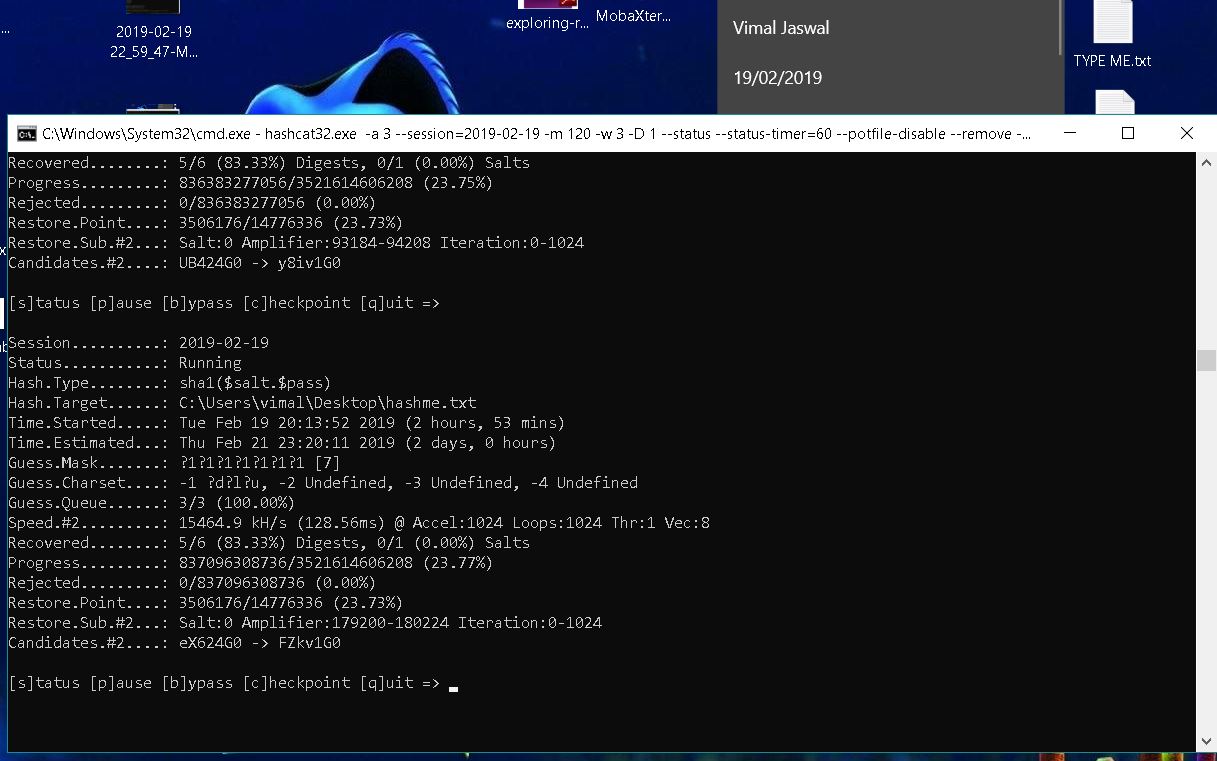 2019-02-19
22_59_47-M...
exploring-r...
MobaXter...
Vimal Jaswal
19/02/2019
TYPE ME.txt
C:\Windows\System32\cmd.exe - hashcat32.exe  -a 3 --session=2019-02-19 -m 120 -w 3 -D 1 --status --status-timer=60 --potfile-disable --remove -...
Recovered........: 5/6 (83.33%) Digests, 0/1 (0.00%) Salts
Progress.........: 836383277056/3521614606208 (23.75%)
Rejected.........: 0/836383277056 (0.00%)
Restore.Point....: 3506176/14776336 (23.73%)
Restore.Sub.#2...: Salt:0 Amplifier:93184-94208 Iteration:0-1024
Candidates.#2....: UB424G0 -> y8iv1G0
[s]tatus [p]ause [b]ypass [c]heckpoint [q]uit =>
Session..........: 2019-02-19
Status...........: Running
Hash.Type........: sha1($salt.$pass)
Hash.Target......: C:\Users\vimal\Desktop\hashme.txt
Time.Started.....: Tue Feb 19 20:13:52 2019 (2 hours, 53 mins)
Time.Estimated...: Thu Feb 21 23:20:11 2019 (2 days, 0 hours)
Guess.Mask.......: ?1?1?1?1?1?1?1 [7]
Guess.Charset....: -1 ?d?l?u, -2 Undefined, -3 Undefined, -4 Undefined
Guess.Queue......: 3/3 (100.00%)
Speed.#2.........: 15464.9 kH/s (128.56ms) @ Accel:1024 Loops:1024 Thr:1 Vec:8
Recovered........: 5/6 (83.33%) Digests, 0/1 (0.00%) Salts
Progress.........: 837096308736/3521614606208 (23.77%)
Rejected.........: 0/837096308736 (0.00%)
Restore.Point....: 3506176/14776336 (23.73%)
Restore.Sub.#2...: Salt:0 Amplifier:179200-180224 Iteration:0-1024
Candidates.#2....: eX624G0 -> FZkv1G0
[s]tatus [p]ause [b]ypass [c]heckpoint [q]uit =>